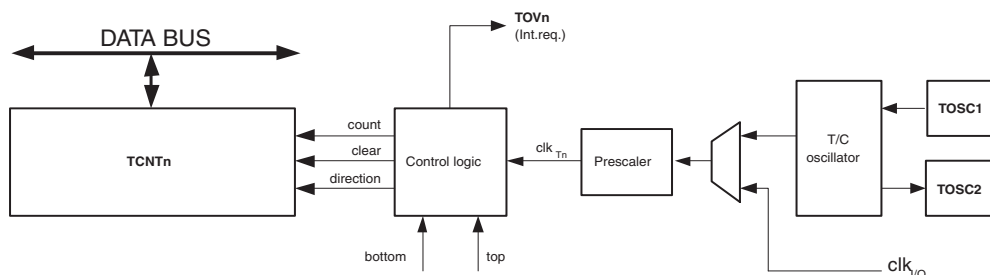 DATA BUS
TOVn
(Int.req.)
TCNTn
count
clear
direction
Control logic
clkTn
Prescaler
T/C
oscillator
TOSC1
TOSC2
bottom
top
clkI/O